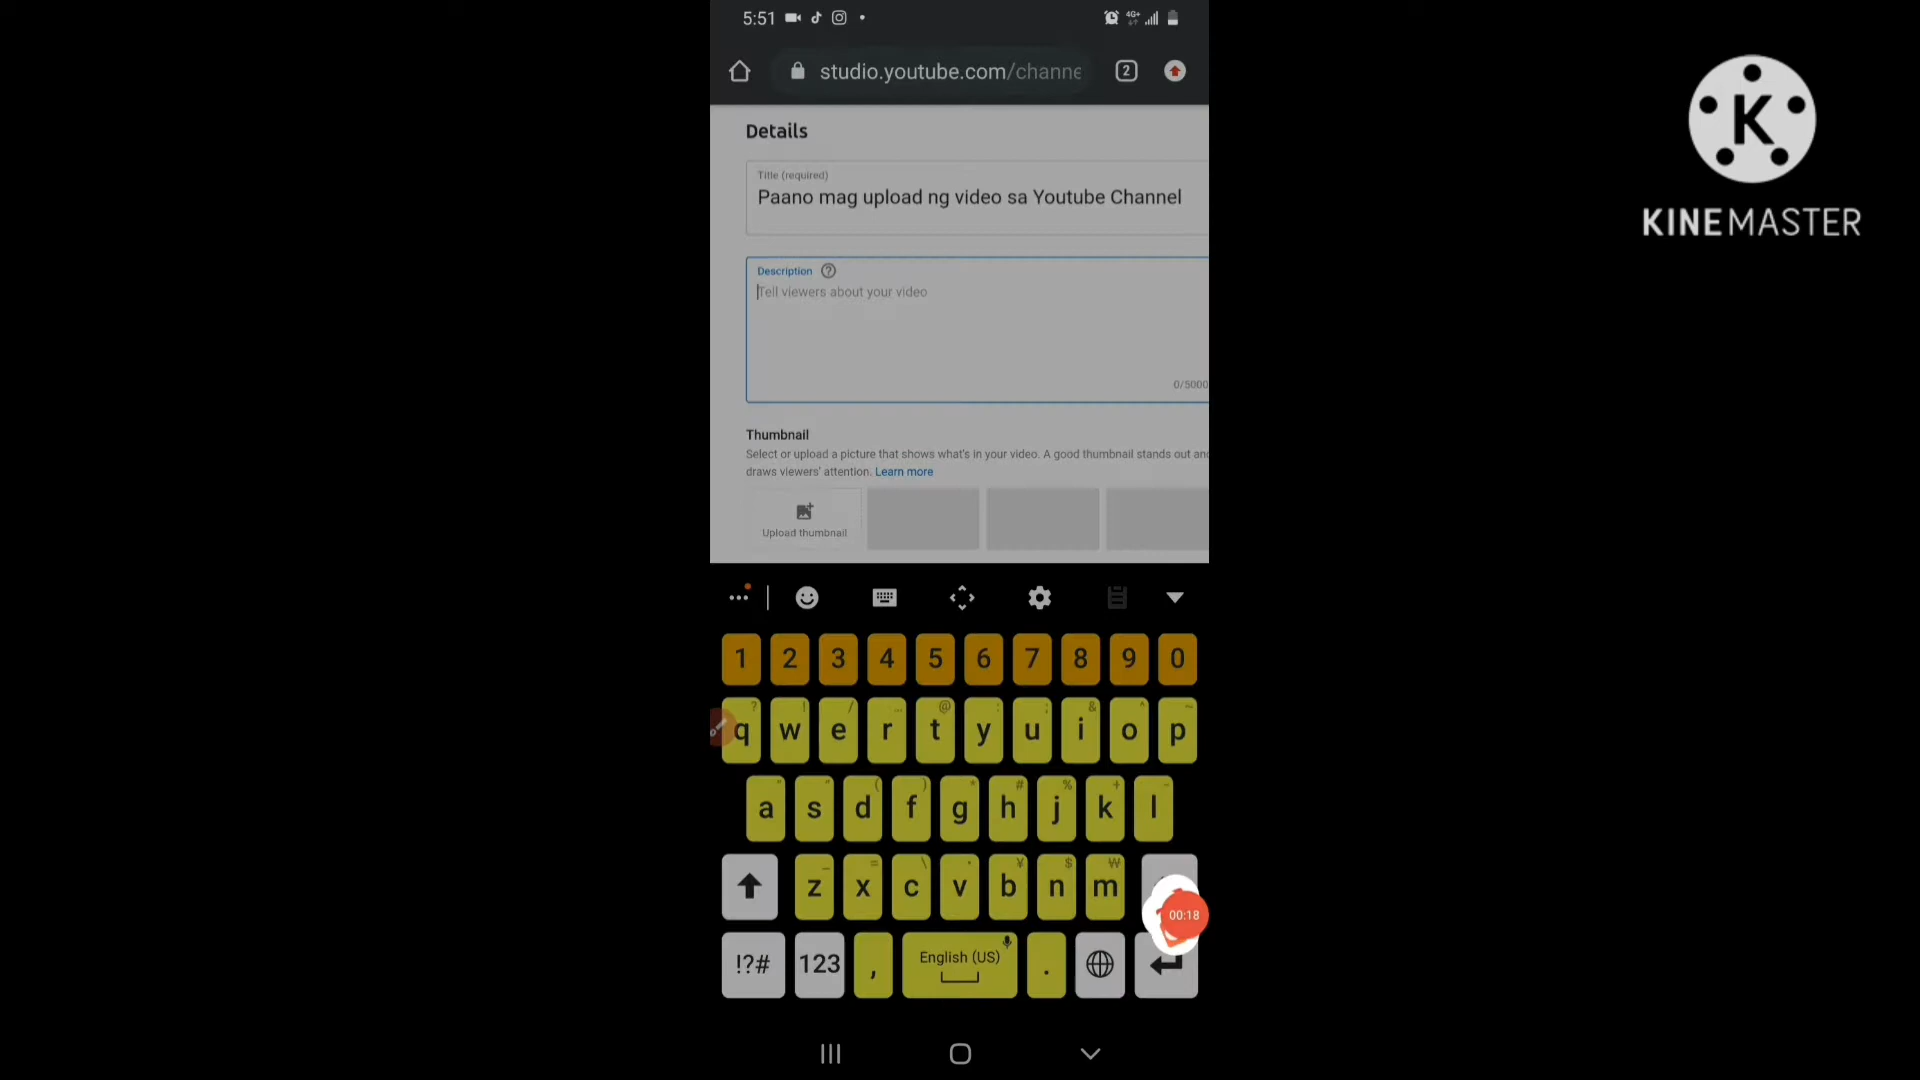 5:51
4G+
studio.youtube.com/channe
2
Details
Title (required)
Paano mag upload ng video sa Youtube Channel
Description ?
Tell viewers about your video
0/5000
Thumbnail
Select or upload a picture that shows what's in your video. A good thumbnail stands out and
draws viewers' attention. Learn more
Upload thumbnail
1 2 3 4 5 6 7 8 9 0
q w e r t y u i o p
a s d f g h j k l
z x c v b n m
00:18
!?# 123 , English (US) .
K
KINEMASTER